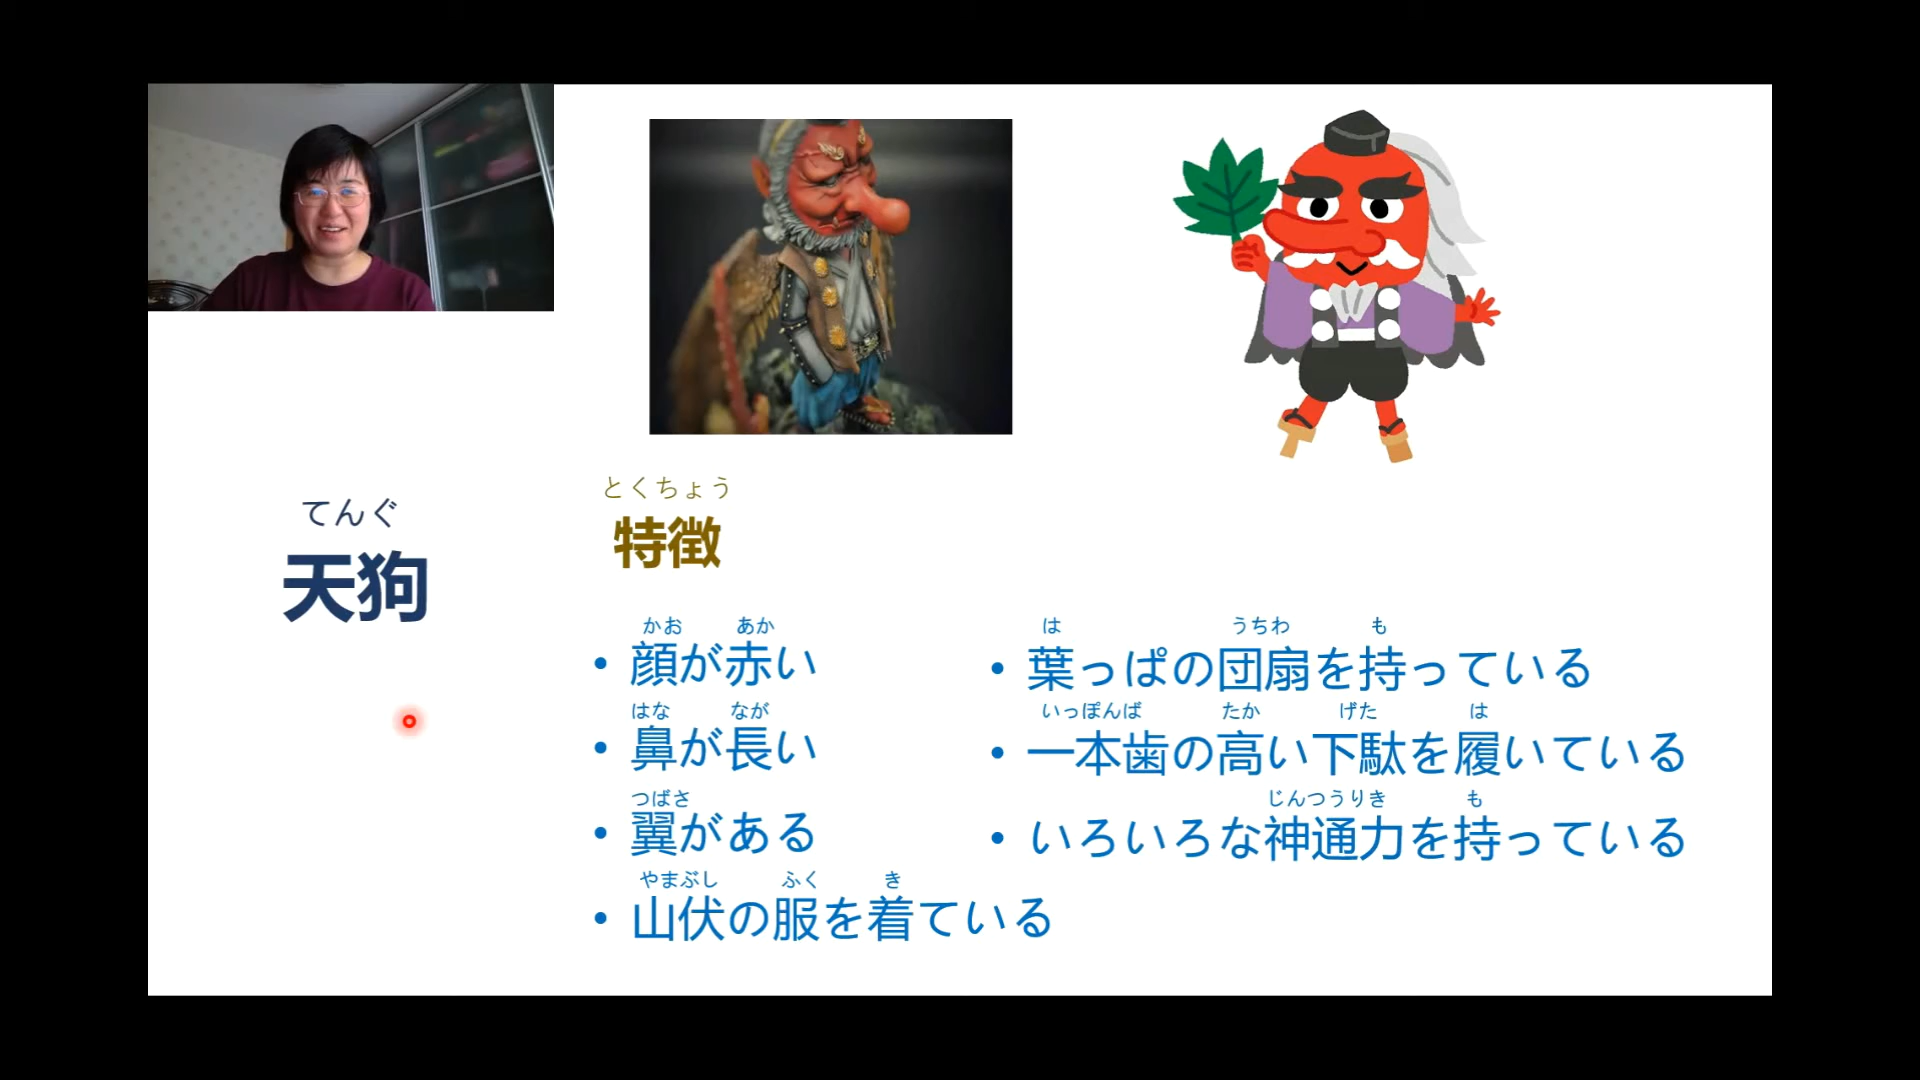 てんぐ
天狗
とくちょう
特徴
かお あか
• 顔が赤い
はな なが
• 鼻が長い
つばさ
• 翼がある
やまぶし ふく き
• 山伏の服を着ている
は うちわ も
• 葉っぱの団扇を持っている
いっぽんば たか げた は
• 一本歯の高い下駄を履いている
じんつうりき も
• いろいろな神通力を持っている